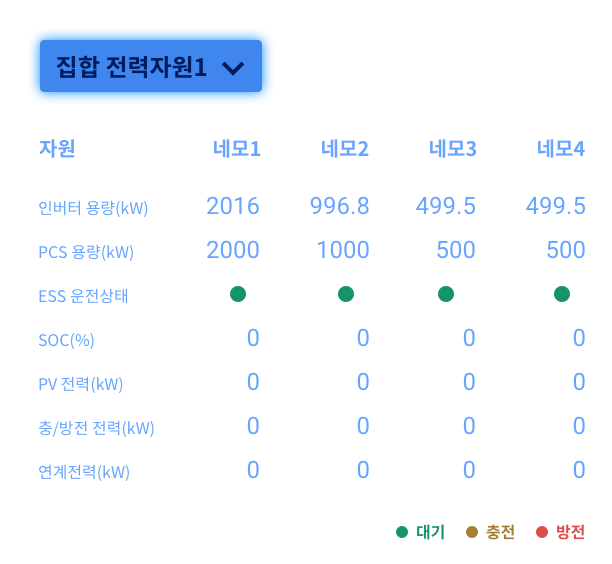 집합 전력자원1
자원 네모1 네모2 네모3 네모4
인버터 용량(kW) 2016 996.8 499.5 499.5
PCS 용량(kW) 2000 1000 500 500
ESS 운전상태
SOC(%) 0 0 0 0
PV 전력(kW) 0 0 0 0
충/방전 전력(kW) 0 0 0 0
연계전력(kW) 0 0 0 0
대기 충전 방전